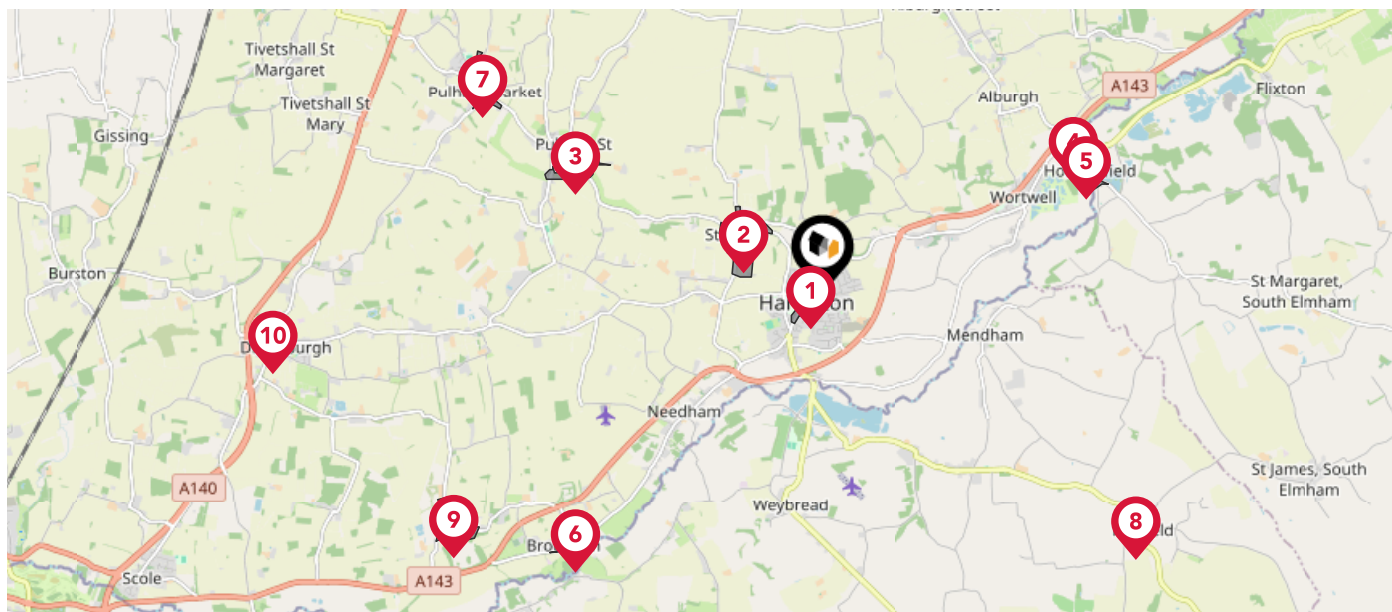 Tivetshall St
Margaret
7
A143
Flixton
Alburgh
Tivetshall St
Mary
Gissing
3
4
5
Wortwell
2
Burston
1
St Margaret,
South Elmham
10
Mendham
Needham
A140
St James, South
Elmham
Weybread
9
6
8
Scole
A143